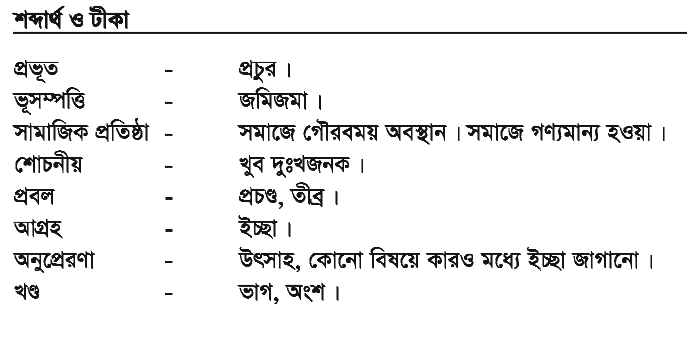 শব্দার্থ ও টীকা
প্রভূত - প্রচুর ।
ভূসম্পত্তি - জমিজমা ।
সামাজিক প্রতিষ্ঠা - সমাজে গৌরবময় অবস্থান । সমাজে গণ্যমান্য হওয়া ।
শোচনীয় - খুব দুঃখজনক ।
প্রবল - প্রচণ্ড, তীব্র ।
আগ্রহ - ইচ্ছা ।
অনুপ্রেরণা - উৎসাহ, কোনো বিষয়ে কারও মধ্যে ইচ্ছা জাগানো ।
খণ্ড - ভাগ, অংশ ।